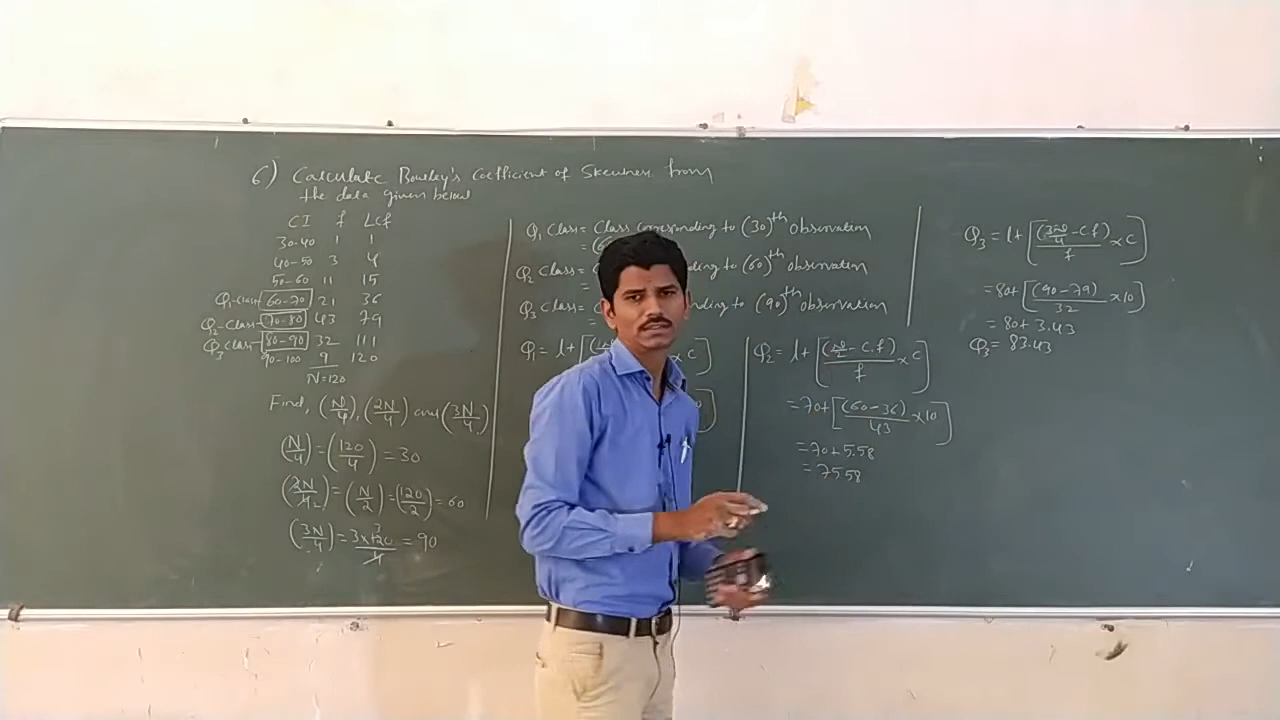 6) Calculate Bowley's Coefficient of Skewness from
the data given below
CI f Lcf
30-40 1 1
40-50 3 4
50-60 11 15
Q₁-class 60-70 21 36
Q₂-Class 70-80 43 79
Q₃ Class 80-90 32 111
90-100 9 120
N=120
Find, (N/4), (2N/4) and (3N/4)
(N/4) = (120/4) = 30
(2N/4) = (N/2) = (120/2) = 60
(3N/4) = 3×120/4 = 90
Q₁ Class = Class Corresponding to (30)th observation
= (6
Q₂ Class = to (60)th observation
=
Q₃ Class = to (90)th observation
=
Q₁ = l + [ × C]
Q₂ = l + [(N/2 - C.f)/f × C]
= 70 + [(60-36)/43 × 10]
= 70 + 5.58
= 75.58
Q₃ = l + [(3N/4 - Cf)/f × C]
= 80 + [(90-79)/32 × 10]
= 80 + 3.43
Q₃ = 83.43